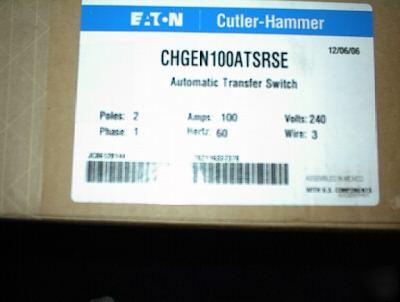 EATON Cutler-Hammer
CHGEN100ATSRSE
12/06/06
Automatic Transfer Switch
Poles: 2 Amps 100 Volts: 240
Phase: 1 Hertz 60 Wire: 3
ASSEMBLED IN MEXICO
WITH U.S. COMPONENTS